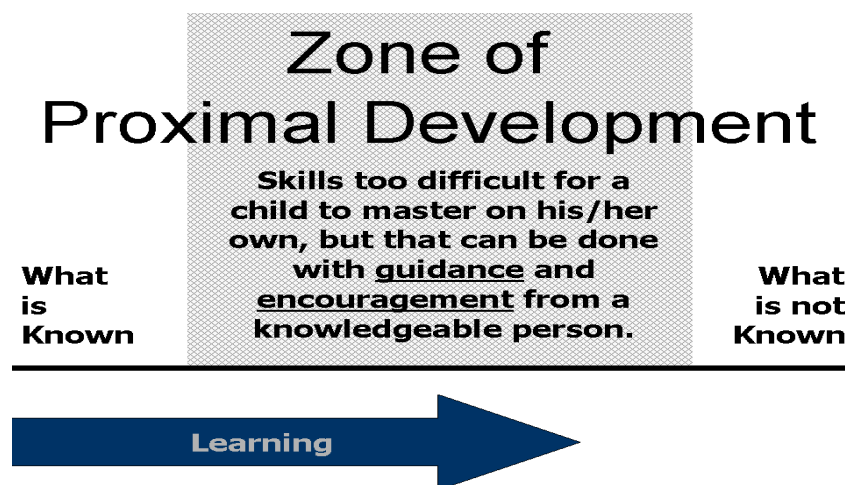 Zone of
Proximal Development
Skills too difficult for a
child to master on his/her
own, but that can be done
with guidance and
encouragement from a
knowledgeable person.
What
is
Known
What
is not
Known
Learning